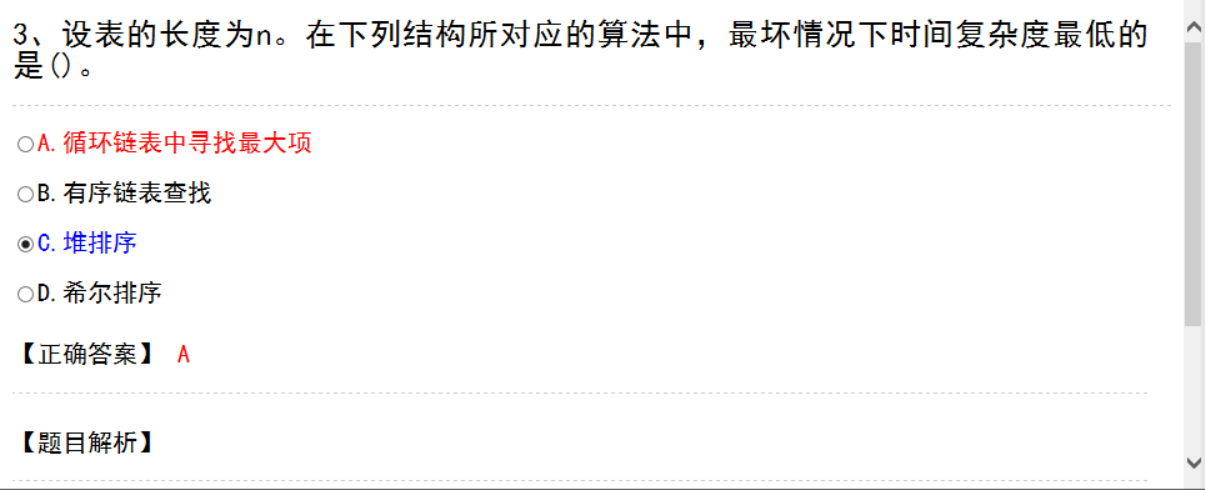 3、设表的长度为n。在下列结构所对应的算法中，最坏情况下时间复杂度最低的
是()。
A.循环链表中寻找最大项
B.有序链表查找
C.堆排序
D.希尔排序
【正确答案】 A
【题目解析】